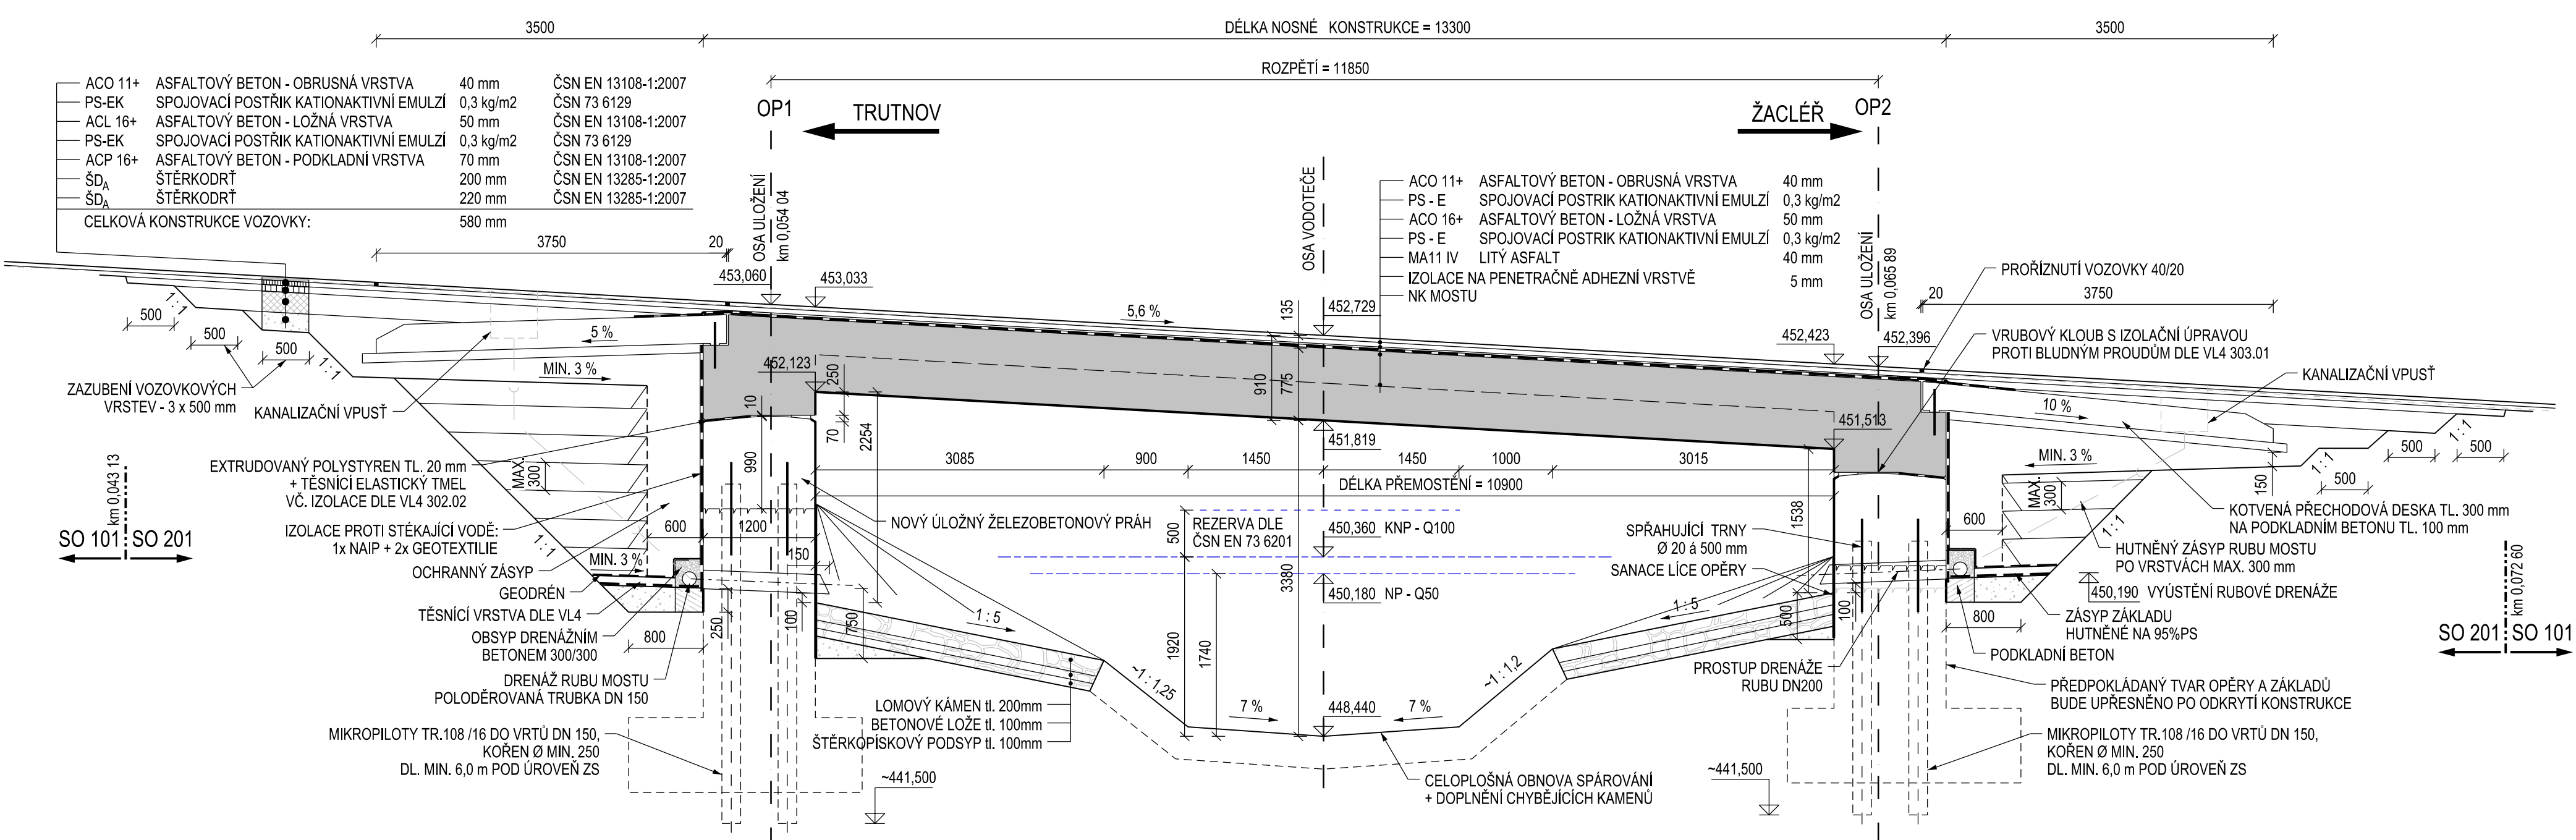 3500
DÉLKA NOSNÉ KONSTRUKCE = 13300
3500
ROZPĚTÍ = 11850
ACO 11+ ASFALTOVÝ BETON - OBRUSNÁ VRSTVA 40 mm ČSN EN 13108-1:2007
PS-EK SPOJOVACÍ POSTŘIK KATIONAKTIVNÍ EMULZÍ 0,3 kg/m2 ČSN 73 6129
ACL 16+ ASFALTOVÝ BETON - LOŽNÁ VRSTVA 50 mm ČSN EN 13108-1:2007
PS-EK SPOJOVACÍ POSTŘIK KATIONAKTIVNÍ EMULZÍ 0,3 kg/m2 ČSN 73 6129
ACP 16+ ASFALTOVÝ BETON - PODKLADNÍ VRSTVA 70 mm ČSN EN 13108-1:2007
ŠDA ŠTĚRKODRŤ 200 mm ČSN EN 13285-1:2007
ŠDA ŠTĚRKODRŤ 220 mm ČSN EN 13285-1:2007
CELKOVÁ KONSTRUKCE VOZOVKY: 580 mm
OP1
TRUTNOV
ŽACLÉŘ
OP2
OSA ULOŽENÍ
km 0,054 04
OSA VODOTEČE
OSA ULOŽENÍ
km 0,065 89
ACO 11+ ASFALTOVÝ BETON - OBRUSNÁ VRSTVA 40 mm
PS - E SPOJOVACÍ POSTRIK KATIONAKTIVNÍ EMULZÍ 0,3 kg/m2
ACO 16+ ASFALTOVÝ BETON - LOŽNÁ VRSTVA 50 mm
PS - E SPOJOVACÍ POSTRIK KATIONAKTIVNÍ EMULZÍ 0,3 kg/m2
MA11 IV LITÝ ASFALT 40 mm
IZOLACE NA PENETRAČNĚ ADHEZNÍ VRSTVĚ 5 mm
NK MOSTU
3750
20
453,060
453,033
5,6 %
135
452,729
452,423
452,396
20
3750
PROŘÍZNUTÍ VOZOVKY 40/20
VRUBOVÝ KLOUB S IZOLAČNÍ ÚPRAVOU
PROTI BLUDNÝM PROUDŮM DLE VL4 303.01
KANALIZAČNÍ VPUSŤ
1:1
500
500
500
1:1
5 %
MIN. 3 %
452,123
250
10
70
2254
990
910
775
451,819
451,513
10 %
MIN. 3 %
1:1
500
500
500
1:1
150
ZAZUBENÍ VOZOVKOVÝCH
VRSTEV - 3 x 500 mm
KANALIZAČNÍ VPUSŤ
EXTRUDOVANÝ POLYSTYREN TL. 20 mm
+ TĚSNÍCÍ ELASTICKÝ TMEL
VČ. IZOLACE DLE VL4 302.02
IZOLACE PROTI STÉKAJÍCÍ VODĚ:
1x NAIP + 2x GEOTEXTILIE
OCHRANNÝ ZÁSYP
GEODRÉN
TĚSNÍCÍ VRSTVA DLE VL4
OBSYP DRENÁŽNÍM
BETONEM 300/300
DRENÁŽ RUBU MOSTU
POLODĚROVANÁ TRUBKA DN 150
MIKROPILOTY TR.108 /16 DO VRTŮ DN 150,
KOŘEN Ø MIN. 250
DL. MIN. 6,0 m POD ÚROVEŇ ZS
SO 101
km 0,043 13
SO 201
MAX.
300
1:1
MIN. 3 %
600
1200
150
800
250
100
750
3085
900
1450
1450
1000
3015
DÉLKA PŘEMOSTĚNÍ = 10900
NOVÝ ÚLOŽNÝ ŽELEZOBETONOVÝ PRÁH
REZERVA DLE
ČSN EN 73 6201
500
450,360 KNP - Q100
450,180 NP - Q50
3380
1920
1740
1 : 5
~1 : 1,25
7 %
448,440
7 %
~1 : 1,2
1 : 5
LOMOVÝ KÁMEN tl. 200mm
BETONOVÉ LOŽE tl. 100mm
ŠTĚRKOPÍSKOVÝ PODSYP tl. 100mm
~441,500
CELOPLOŠNÁ OBNOVA SPÁROVÁNÍ
+ DOPLNĚNÍ CHYBĚJÍCÍCH KAMENŮ
~441,500
SPŘAHUJÍCÍ TRNY
Ø 20 á 500 mm
SANACE LÍCE OPĚRY
1538
500
100
PROSTUP DRENÁŽE
RUBU DN200
600
MAX.
300
1:1
800
KOTVENÁ PŘECHODOVÁ DESKA TL. 300 mm
NA PODKLADNÍM BETONU TL. 100 mm
HUTNĚNÝ ZÁSYP RUBU MOSTU
PO VRSTVÁCH MAX. 300 mm
450,190 VYÚSTĚNÍ RUBOVÉ DRENÁŽE
ZÁSYP ZÁKLADU
HUTNĚNÉ NA 95%PS
PODKLADNÍ BETON
PŘEDPOKLÁDANÝ TVAR OPĚRY A ZÁKLADŮ
BUDE UPŘESNĚNO PO ODKRYTÍ KONSTRUKCE
MIKROPILOTY TR.108 /16 DO VRTŮ DN 150,
KOŘEN Ø MIN. 250
DL. MIN. 6,0 m POD ÚROVEŇ ZS
SO 201
km 0,072 60
SO 101